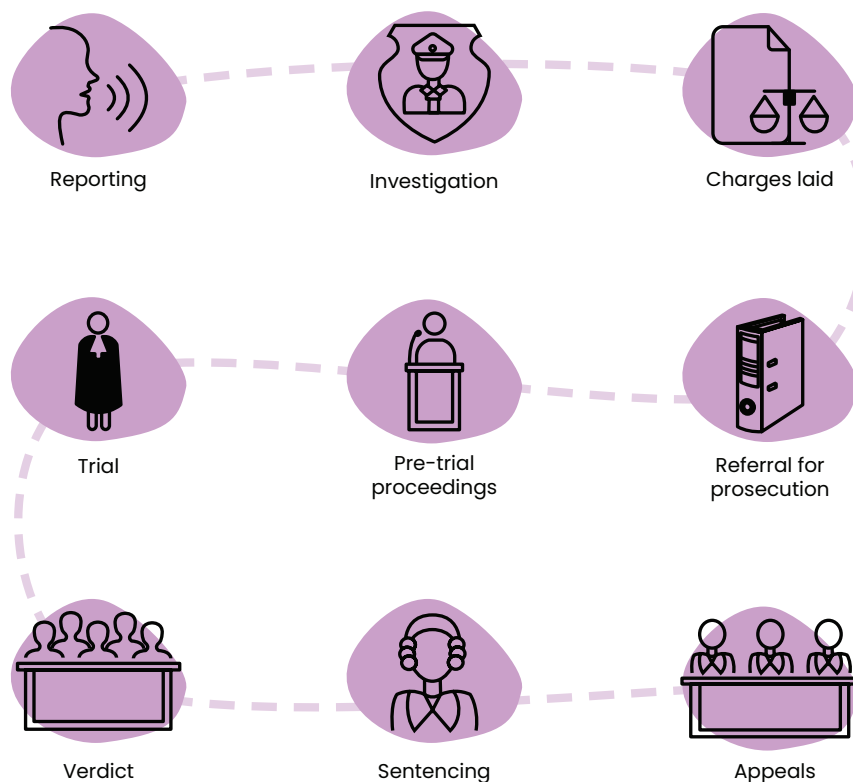 Reporting
Investigation
Charges laid
Trial
Pre-trial
proceedings
Referral for
prosecution
Verdict
Sentencing
Appeals